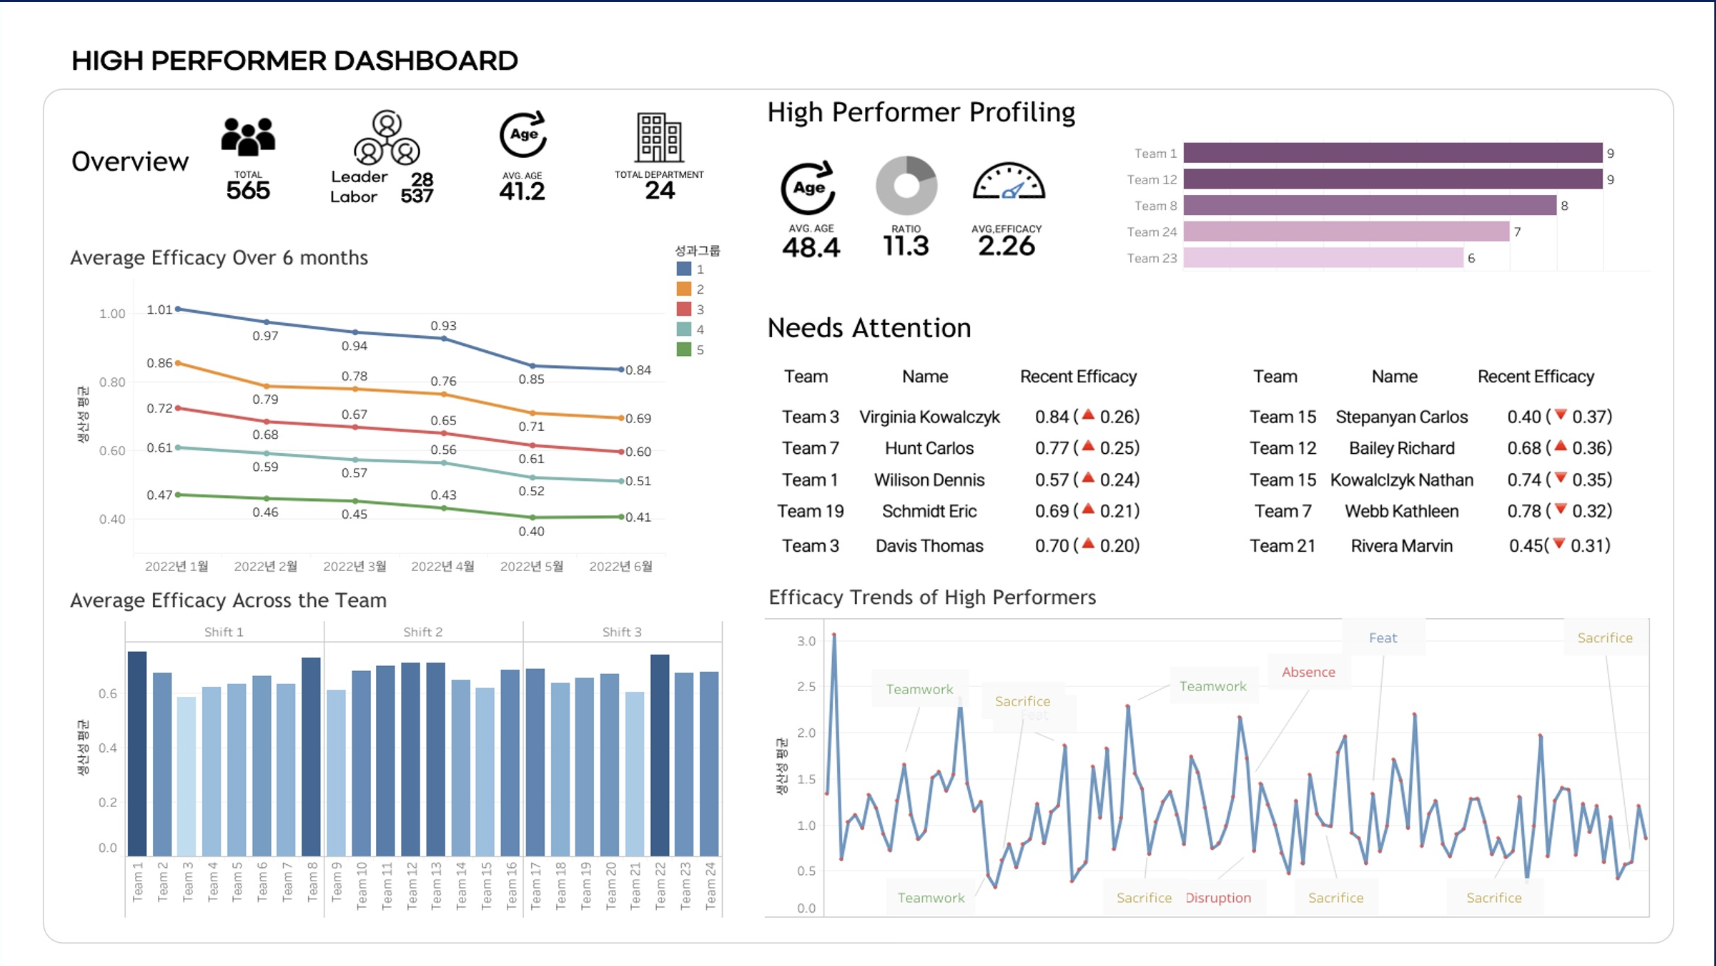 HIGH PERFORMER DASHBOARD
Overview
TOTAL
565
Leader 28
Labor 537
Age
AVG. AGE
41.2
TOTAL DEPARTMENT
24
Average Efficacy Over 6 months
성과그룹
1
2
3
4
5
생산성 평균
1.00
0.80
0.60
0.40
1.01
0.97
0.94
0.93
0.85
0.84
0.86
0.79
0.78
0.76
0.71
0.69
0.72
0.68
0.67
0.65
0.61
0.60
0.61
0.59
0.57
0.56
0.52
0.51
0.47
0.46
0.45
0.43
0.40
0.41
2022년 1월 2022년 2월 2022년 3월 2022년 4월 2022년 5월 2022년 6월
Average Efficacy Across the Team
Shift 1 Shift 2 Shift 3
생산성 평균
0.6
0.4
0.2
0.0
Team 1
Team 2
Team 3
Team 4
Team 5
Team 6
Team 7
Team 8
Team 9
Team 10
Team 11
Team 12
Team 13
Team 14
Team 15
Team 16
Team 17
Team 18
Team 19
Team 20
Team 21
Team 22
Team 23
Team 24
High Performer Profiling
Age
AVG. AGE
48.4
RATIO
11.3
AVG,EFFICACY
2.26
Team 1 9
Team 12 9
Team 8 8
Team 24 7
Team 23 6
Needs Attention
Team Name Recent Efficacy
Team 3 Virginia Kowalczyk 0.84 (▲ 0.26)
Team 7 Hunt Carlos 0.77 (▲ 0.25)
Team 1 Wilison Dennis 0.57 (▲ 0.24)
Team 19 Schmidt Eric 0.69 (▲ 0.21)
Team 3 Davis Thomas 0.70 (▲ 0.20)
Team Name Recent Efficacy
Team 15 Stepanyan Carlos 0.40 (▼ 0.37)
Team 12 Bailey Richard 0.68 (▲ 0.36)
Team 15 Kowalclzyk Nathan 0.74 (▼ 0.35)
Team 7 Webb Kathleen 0.78 (▼ 0.32)
Team 21 Rivera Marvin 0.45(▼ 0.31)
Efficacy Trends of High Performers
생산성 평균
3.0
2.5
2.0
1.5
1.0
0.5
0.0
Teamwork
Sacrifice
Feat
Teamwork
Absence
Feat
Sacrifice
Teamwork
Sacrifice
Disruption
Sacrifice
Sacrifice